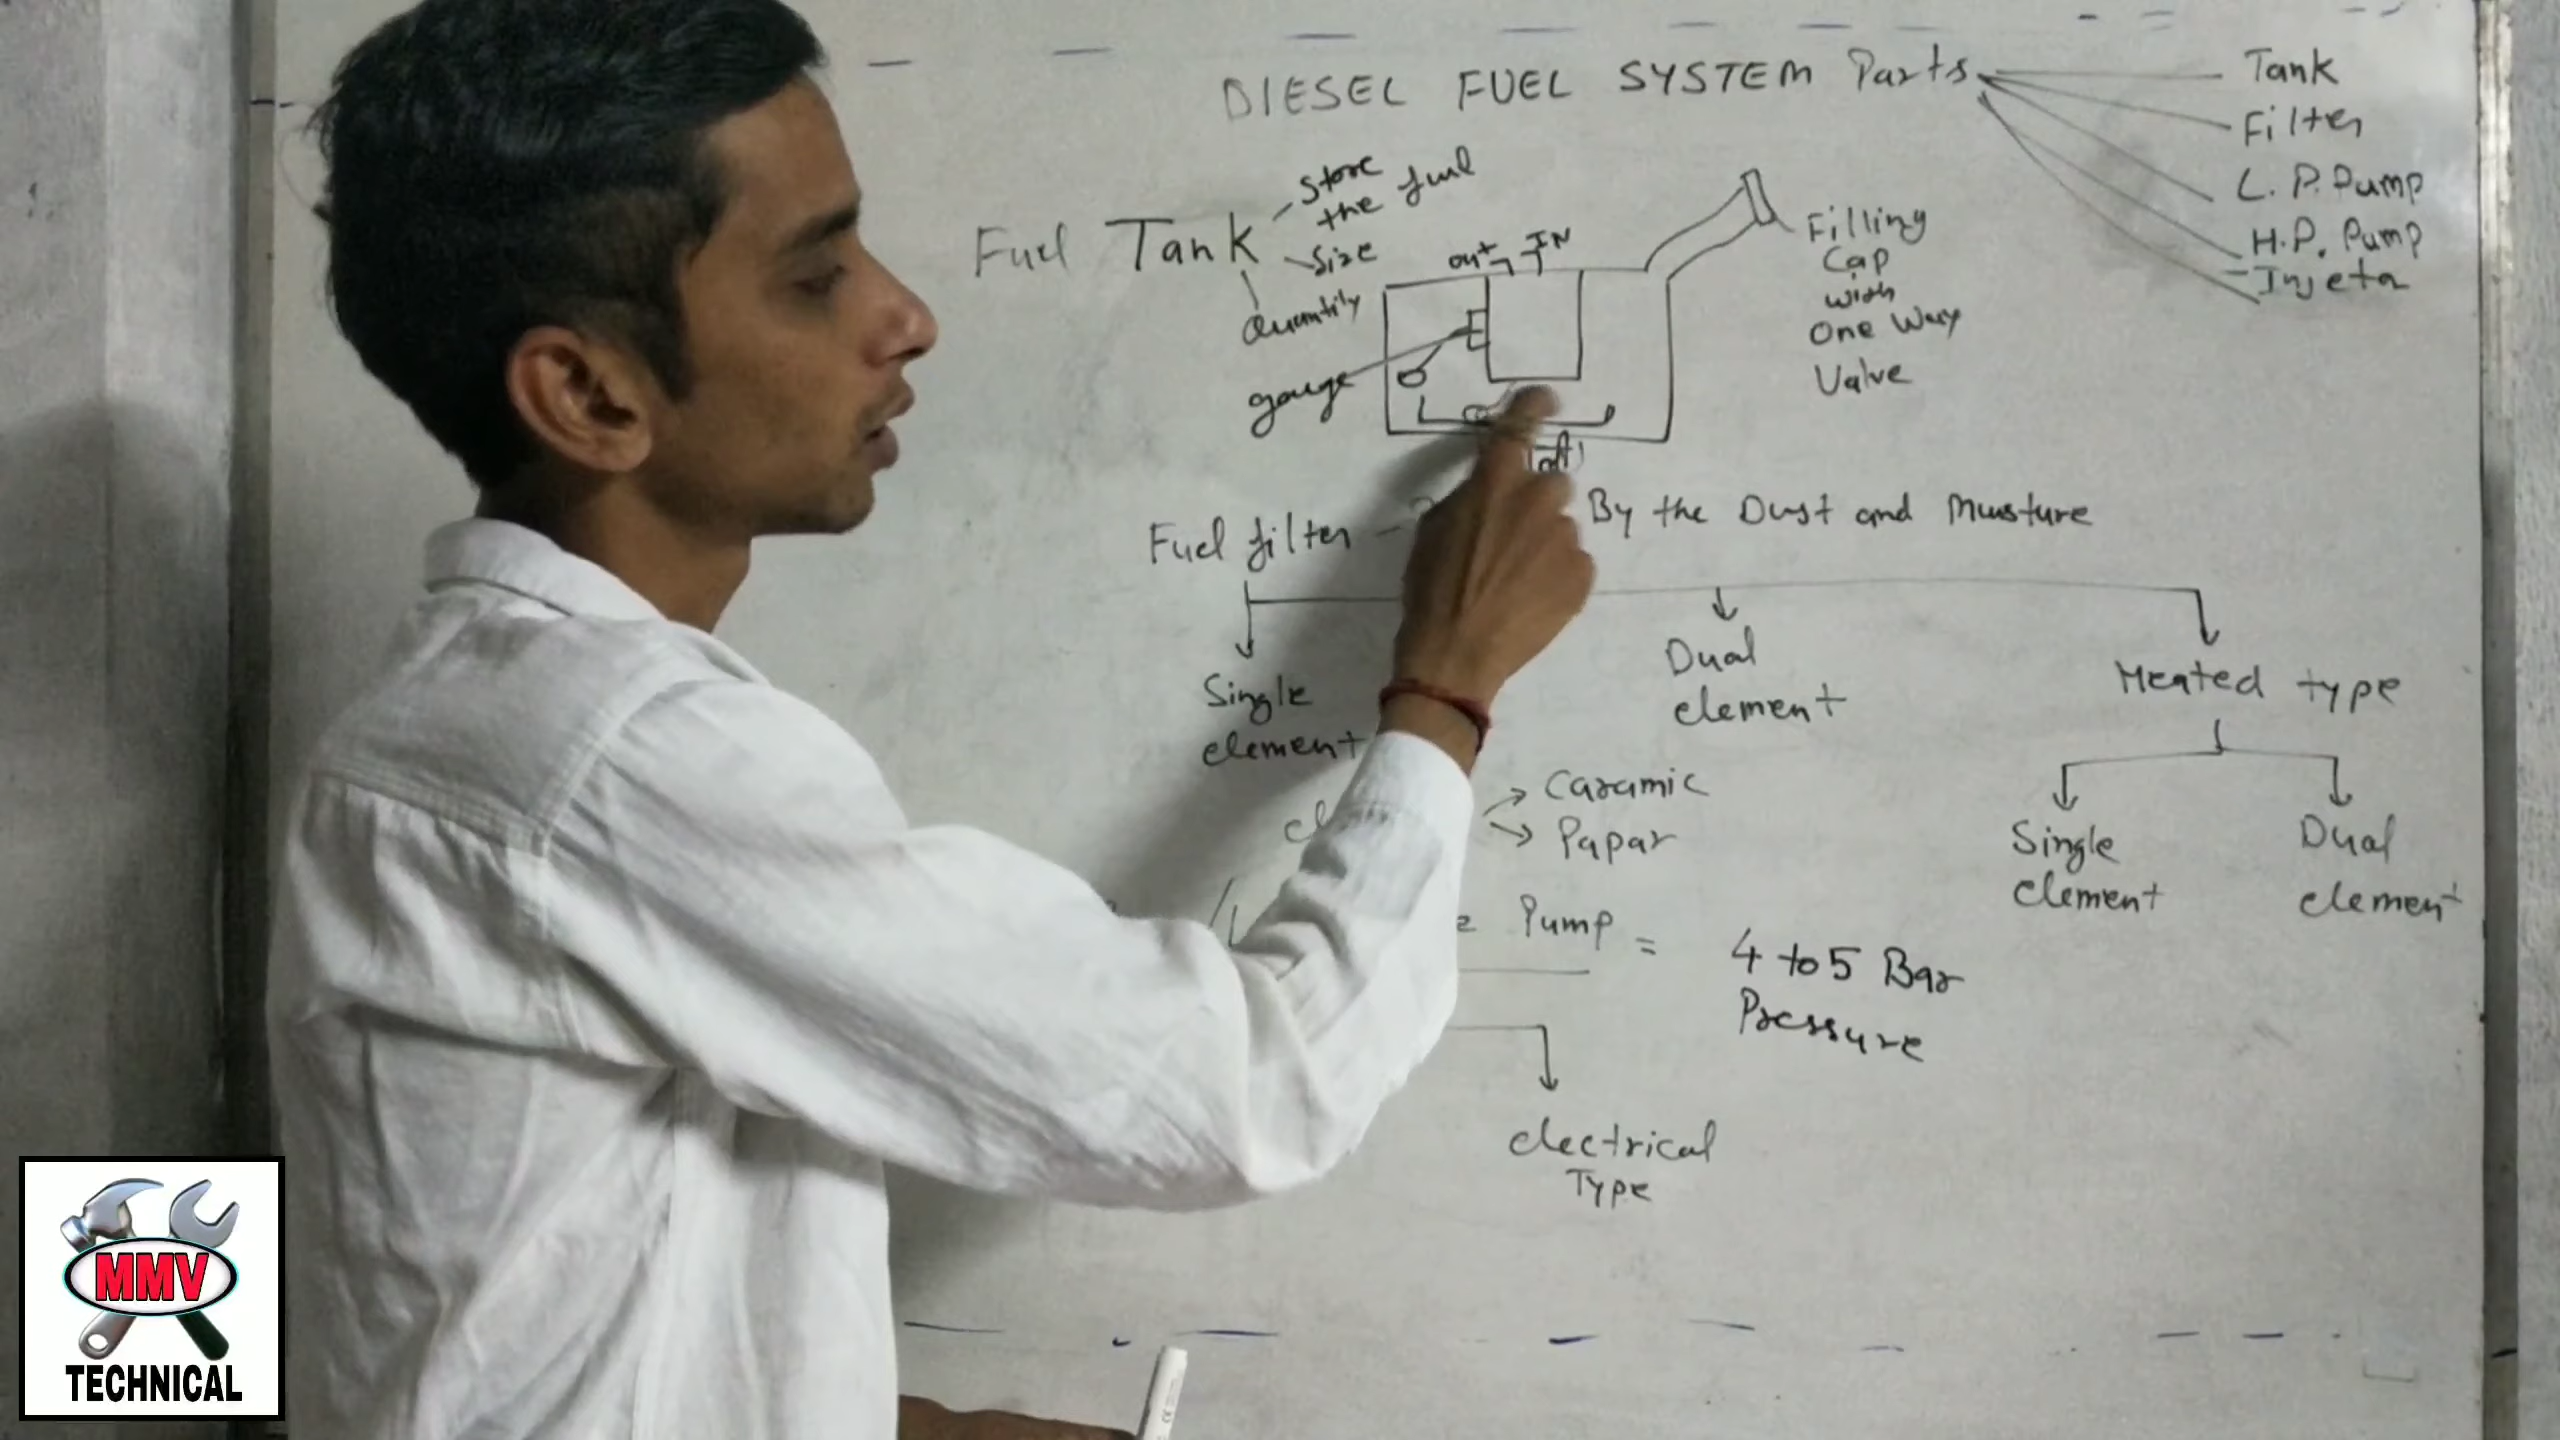 DIESEL FUEL SYSTEM Parts
Tank
Filter
L.P. Pump
H.P. Pump
Injeta
Fuel Tank
Store
the fuel
Size
Quantity
out IN
gauge
Filling
Cap
with
One Way
Valve
Fuel filter
By the Dust and Musture
Single
element
Dual
element
Heated type
Single
element
Dual
element
Caramic
Papar
Pump = 4 to 5 Bar
Pressure
electrical
Type
MMV
TECHNICAL